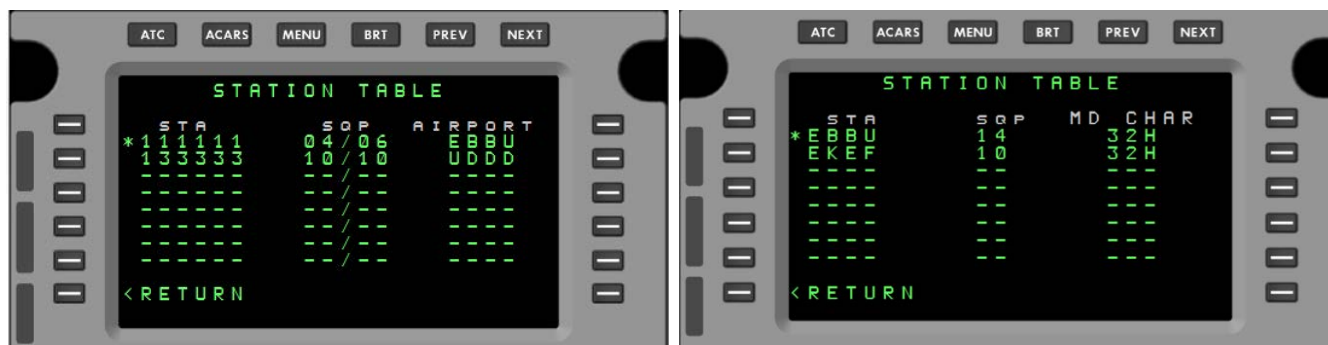 ATC ACARS MENU BRT PREV NEXT
STATION TABLE
STA SQP AIRPORT
*111111 04/06 EBBU
133333 10/10 UDDD
------ --/-- ----
------ --/-- ----
------ --/-- ----
------ --/-- ----
------ --/-- ----
------ --/-- ----
<RETURN
ATC ACARS MENU BRT PREV NEXT
STATION TABLE
STA SQP MD CHAR
*EBBU 14 32H
EKEF 10 32H
---- -- ---
---- -- ---
---- -- ---
---- -- ---
---- -- ---
---- -- ---
<RETURN